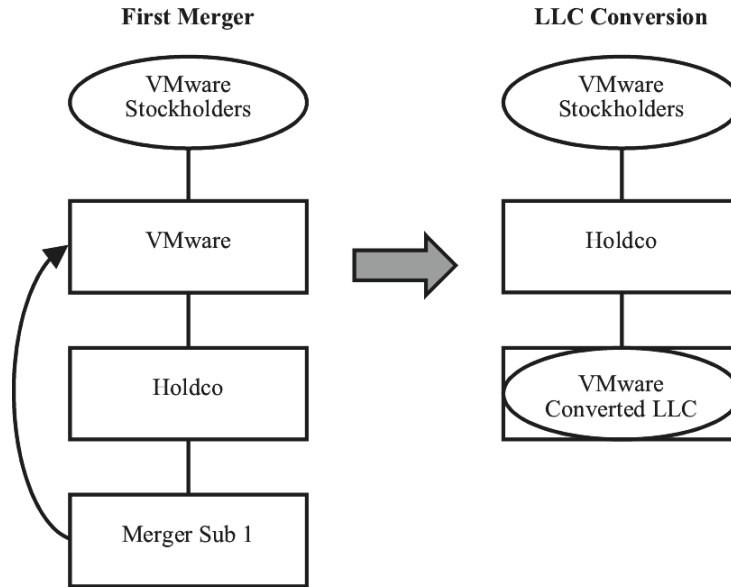 First Merger
VMware
Stockholders
VMware
Holdco
Merger Sub 1
LLC Conversion
VMware
Stockholders
Holdco
VMware
Converted LLC